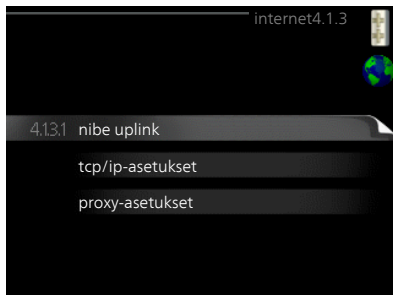 internet4.1.3
4.1.3.1 nibe uplink
tcp/ip-asetukset
proxy-asetukset